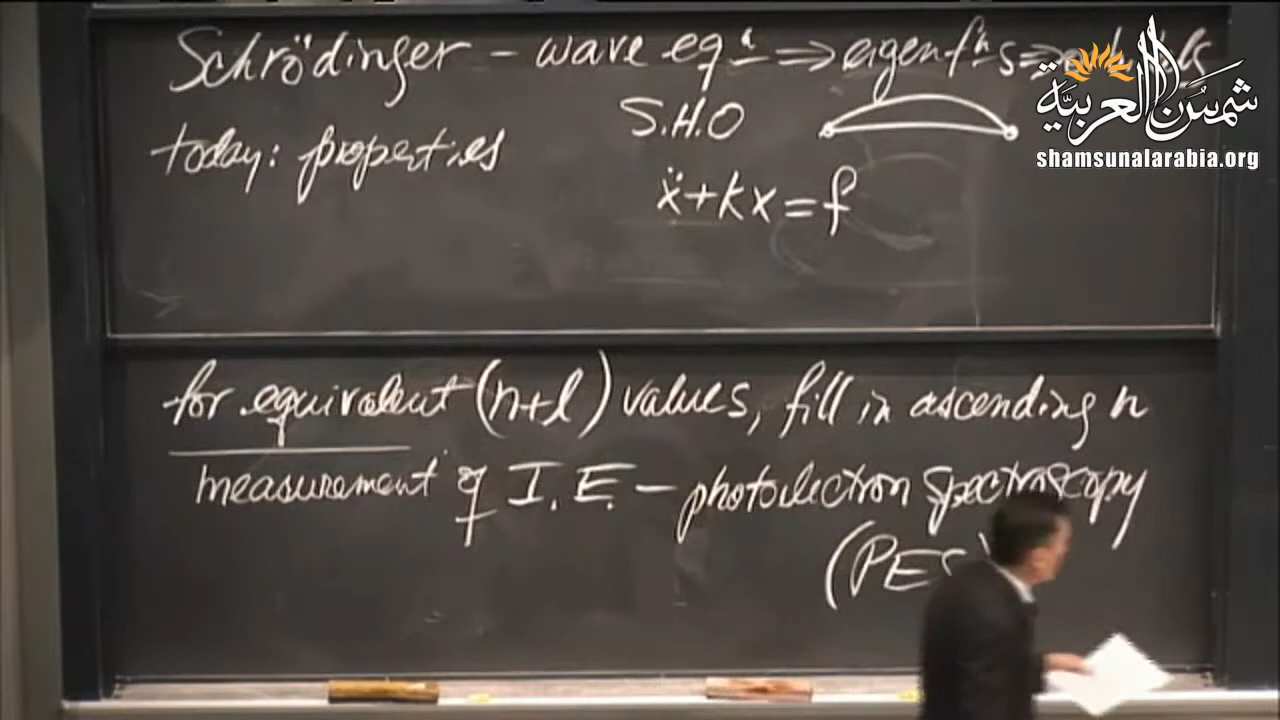 Schrödinger – wave eqⁿ ⇒ eigenfⁿs ⇒
S.H.O
today: properties
ẍ+kx=f
for equivalent (n+l) values, fill in ascending n
measurement of I.E. – photoelectron spectroscopy
(PES)
شمس العربية
shamsunalarabia.org